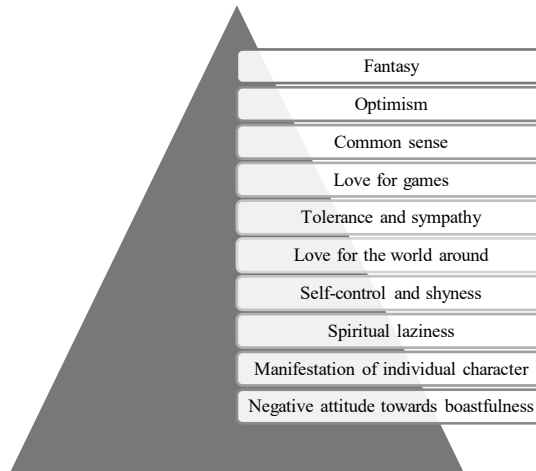 Fantasy
Optimism
Common sense
Love for games
Tolerance and sympathy
Love for the world around
Self-control and shyness
Spiritual laziness
Manifestation of individual character
Negative attitude towards boastfulness